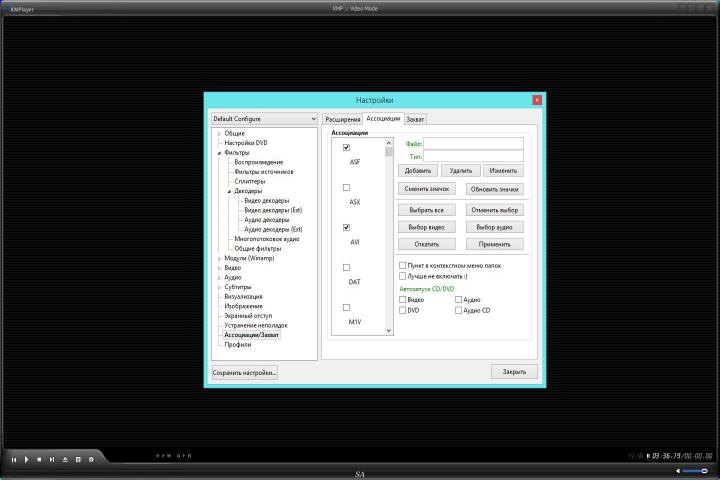 KMPlayer
KMP :: Video Mode
Настройки
Default Configure
Общие
Настройки DVD
Фильтры
Воспроизведение
Фильтры источников
Сплиттеры
Декодеры
Видео декодеры
Видео декодеры (Ext)
Аудио декодеры
Аудио декодеры (Ext)
Многопотоковое аудио
Общие фильтры
Модули (Winamp)
Видео
Аудио
Субтитры
Визуализация
Изображение
Экранный отступ
Устранение неполадок
Ассоциации/Захват
Профили
Сохранить настройки...
Расширения Ассоциации Захват
Ассоциации
ASF
ASX
AVI
DAT
M1V
Файл:
Тип:
Добавить Удалить Изменить
Сменить значок Обновить значки
Выбрать все Отменить выбор
Выбор видео Выбор аудио
Откатить Применить
Пункт в контекстном меню папок
Лучше не включать :)
Автозапуск CD/DVD
Видео Аудио
DVD Аудио CD
Закрыть
03:36:19/00:00:00
SA